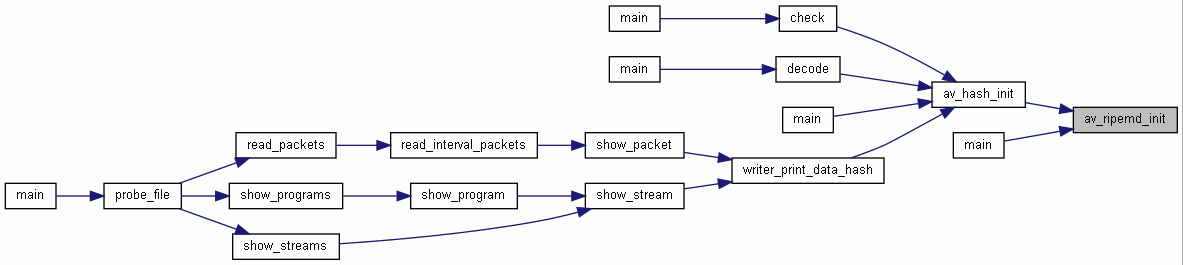 main
check
main
decode
av_hash_init
main
av_ripemd_init
main
read_packets
read_interval_packets
show_packet
writer_print_data_hash
main
probe_file
show_programs
show_program
show_stream
show_streams